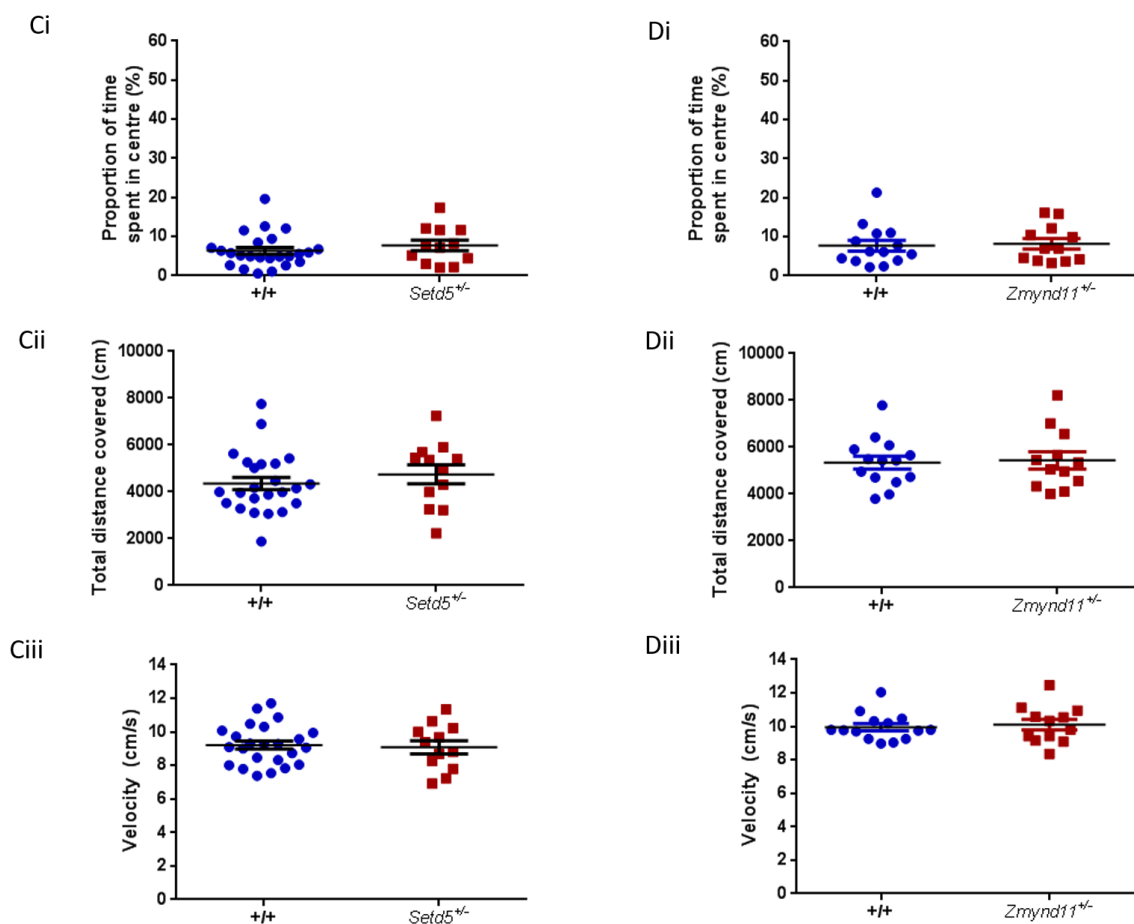 Ci
Proportion of time
spent in centre (%)
60
50
40
30
20
10
0
+/+
Setd5+/-
Di
Proportion of time
spent in centre (%)
60
50
40
30
20
10
0
+/+
Zmynd11+/-
Cii
Total distance covered (cm)
10000
8000
6000
4000
2000
0
+/+
Setd5+/-
Dii
Total distance covered (cm)
10000
8000
6000
4000
2000
0
+/+
Zmynd11+/-
Ciii
Velocity (cm/s)
14
12
10
8
6
4
2
0
+/+
Setd5+/-
Diii
Velocity (cm/s)
14
12
10
8
6
4
2
0
+/+
Zmynd11+/-